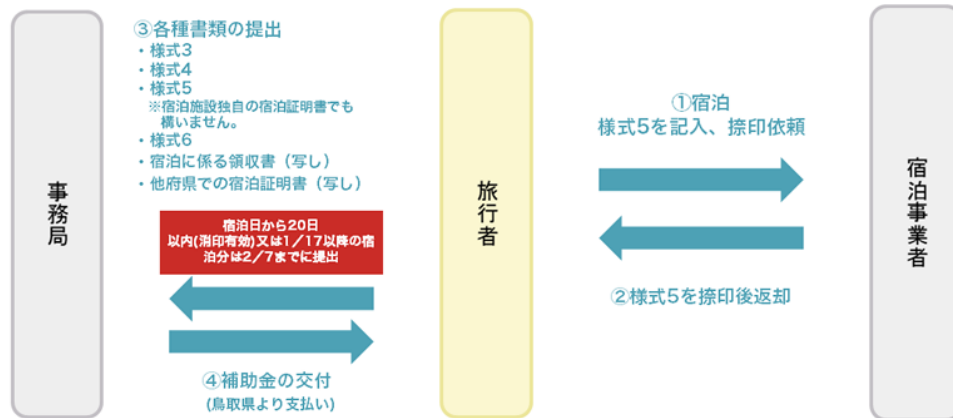 事務局
③各種書類の提出
・様式3
・様式4
・様式5
※宿泊施設独自の宿泊証明書でも
構いません。
・様式6
・宿泊に係る領収書（写し）
・他府県での宿泊証明書（写し）
宿泊日から20日
以内(消印有効)又は1／17以降の宿
泊分は2／7までに提出
④補助金の交付
(鳥取県より支払い)
旅行者
①宿泊
様式5を記入、捺印依頼
②様式5を捺印後返却
宿泊事業者